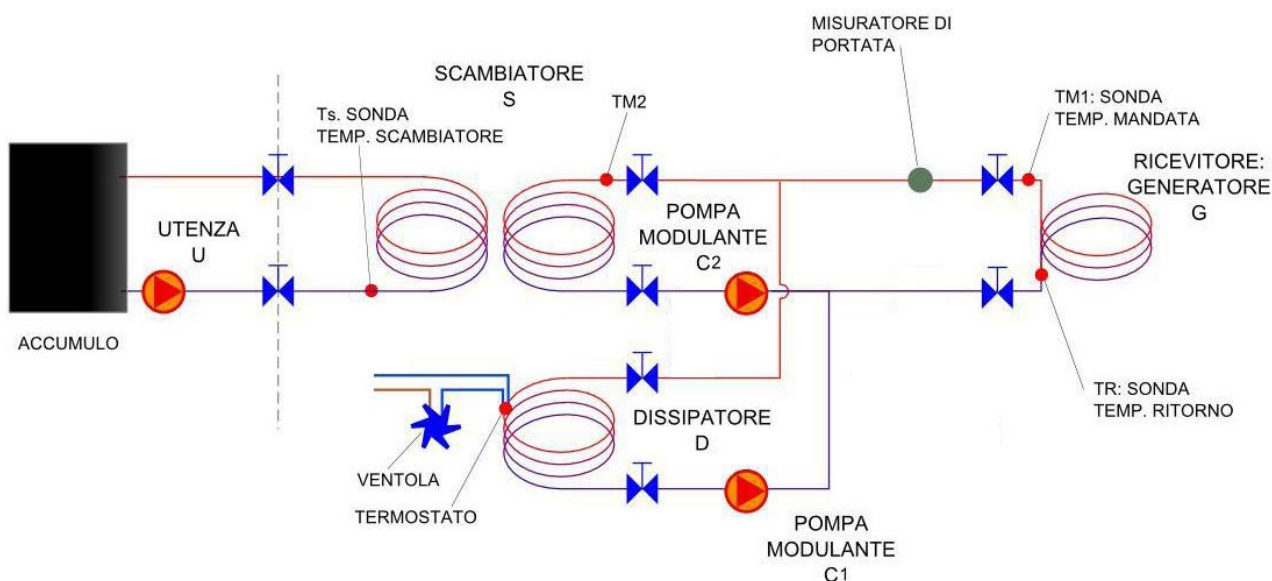 MISURATORE DI
PORTATA
SCAMBIATORE
S
Ts. SONDA
TEMP. SCAMBIATORE
TM2
TM1: SONDA
TEMP. MANDATA
RICEVITORE:
GENERATORE
G
UTENZA
U
POMPA
MODULANTE
C2
ACCUMULO
TR: SONDA
TEMP. RITORNO
DISSIPATORE
D
VENTOLA
TERMOSTATO
POMPA
MODULANTE
C1